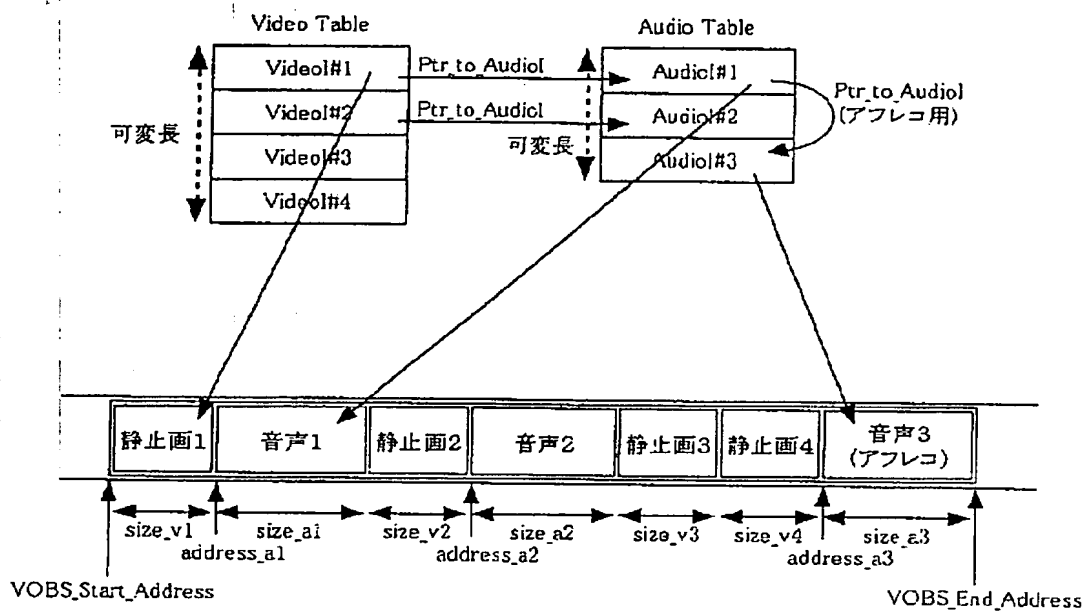 Video Table
Audio Table
VideoI#1
VideoI#2
VideoI#3
VideoI#4
可変長
Ptr_to_AudioI
Ptr_to_AudioI
AudioI#1
AudioI#2
AudioI#3
可変長
Ptr_to_AudioI
(アフレコ用)
静止画1
音声1
静止画2
音声2
静止画3
静止画4
音声3
(アフレコ)
size_v1
size_a1
size_v2
size_a2
size_v3
size_v4
size_a3
address_a1
address_a2
address_a3
VOBS_Start_Address
VOBS_End_Address